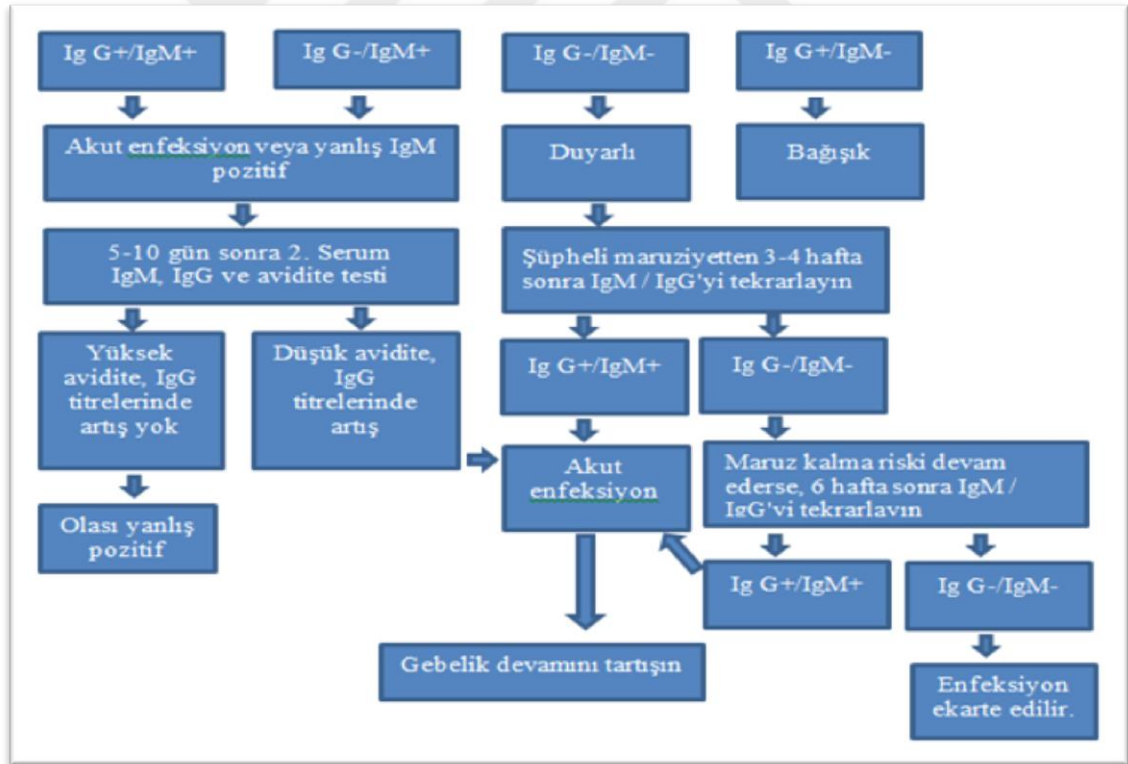 Ig G+/IgM+
Ig G-/IgM+
Ig G-/IgM-
Ig G+/IgM-
Akut enfeksiyon veya yanlış IgM
pozitif
Duyarlı
Bağışık
5-10 gün sonra 2. Serum
IgM, IgG ve avidite testi
Şüpheli maruziyetten 3-4 hafta
sonra IgM / IgG'yi tekrarlayın
Yüksek
avidite, IgG
titrelerinde
artış yok
Düşük avidite,
IgG
titrelerinde
artış
Ig G+/IgM+
Ig G-/IgM-
Akut
enfeksiyon
Maruz kalma riski devam
ederse, 6 hafta sonra IgM /
IgG'yi tekrarlayın
Olası yanlış
pozitif
Ig G+/IgM+
Ig G-/IgM-
Gebelik devamını tartışın
Enfeksiyon
ekarte edilir.